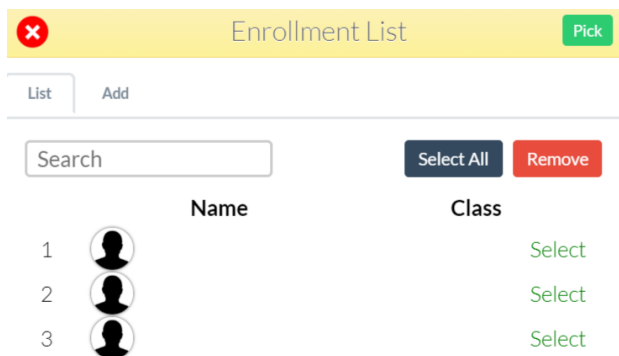 Enrollment List Pick
List Add
Search Select All Remove
Name Class
1 Select
2 Select
3 Select